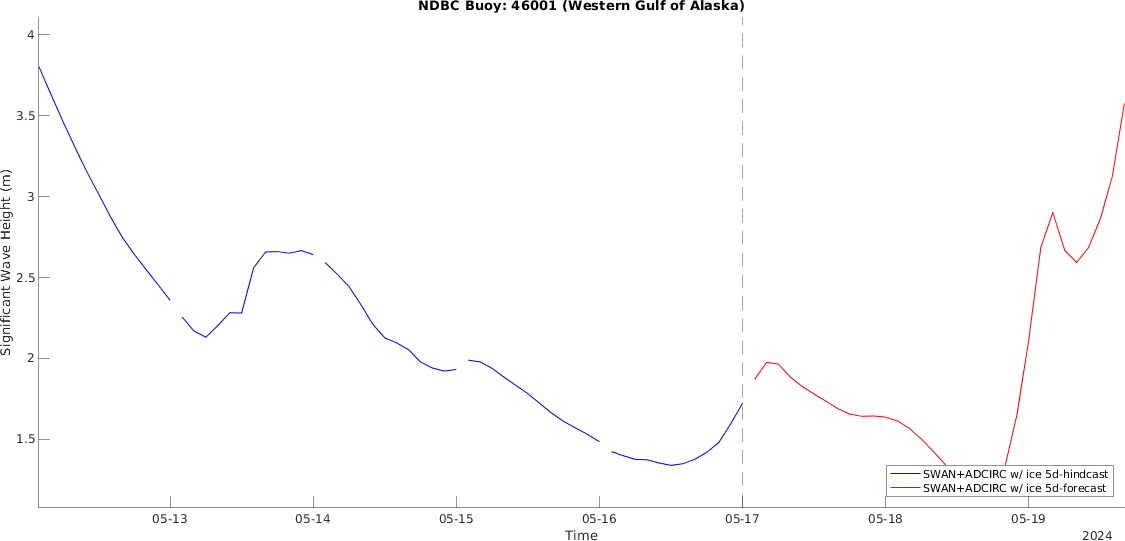 NDBC Buoy: 46001 (Western Gulf of Alaska)
4
3.5
3
2.5
2
1.5
Significant Wave Height (m)
SWAN+ADCIRC w/ ice 5d-hindcast
SWAN+ADCIRC w/ ice 5d-forecast
05-13
05-14
05-15
05-16
05-17
05-18
05-19
Time
2024